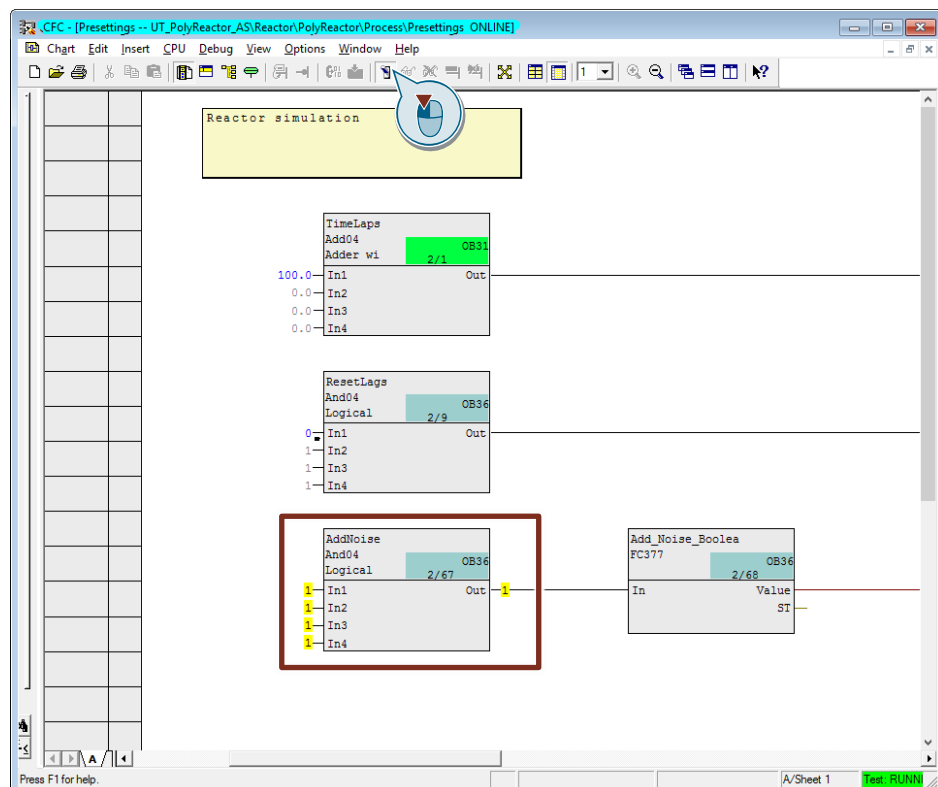 CFC - [Presettings -- UT_PolyReactor_AS\Reactor\PolyReactor\Process\Presettings ONLINE]
Chart Edit Insert CPU Debug View Options Window Help
1
Reactor simulation
TimeLaps
Add04
Adder wi
OB31
2/1
100.0 In1 Out
0.0 In2
0.0 In3
0.0 In4
ResetLags
And04
Logical
OB36
2/9
0 In1 Out
1 In2
1 In3
1 In4
AddNoise
And04
Logical
OB36
2/67
1 In1 Out 1
1 In2
1 In3
1 In4
Add_Noise_Boolea
FC377
OB36
2/68
In Value
ST
A
Press F1 for help.
A/Sheet 1
Test: RUNN